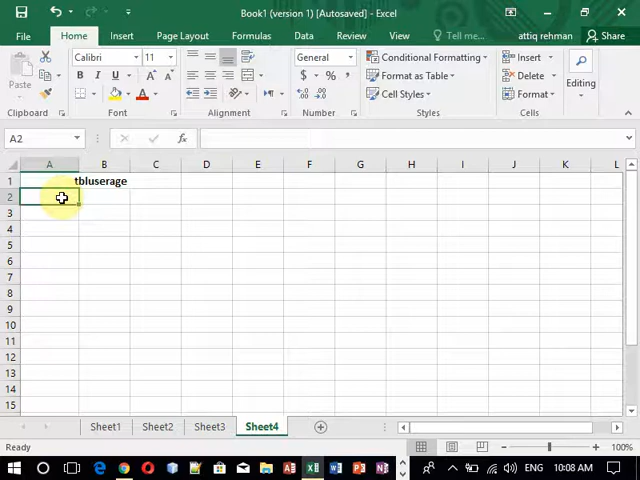 Book1 (version 1) [Autosaved] - Excel
File Home Insert Page Layout Formulas Data Review View Tell me... attiq rehman Share
Calibri 11 General Conditional Formatting Insert
Paste B I U $ % , Format as Table Delete Editing
Cell Styles Format
Clipboard Font Alignment Number Styles Cells
A2 fx
A B C D E F G H I J K L
1 tbluserage
2
3
4
5
6
7
8
9
10
11
12
13
14
15
Sheet1 Sheet2 Sheet3 Sheet4
Ready 100%
ENG 10:08 AM